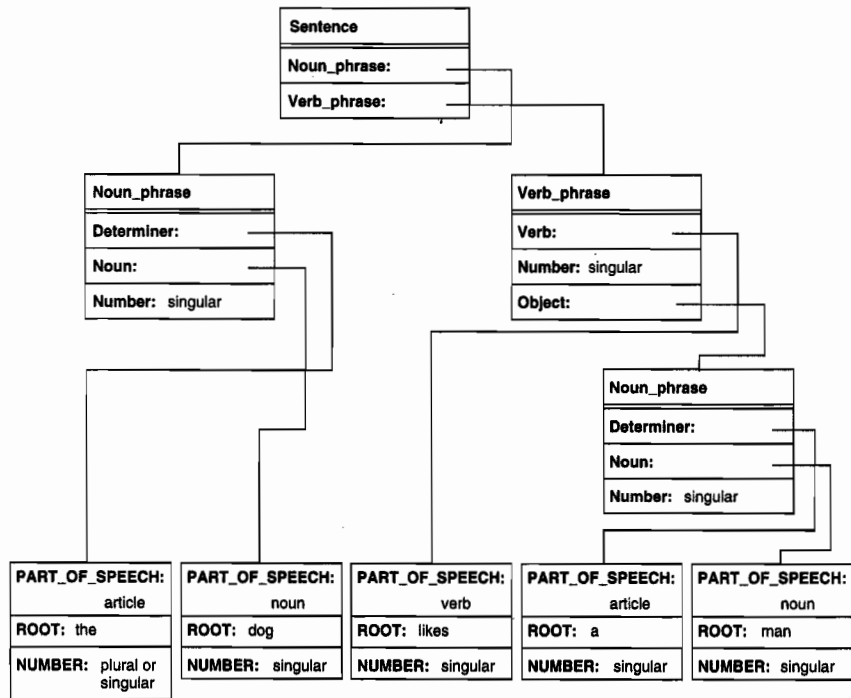 Sentence
Noun_phrase:
Verb_phrase:
Noun_phrase
Determiner:
Noun:
Number: singular
Verb_phrase
Verb:
Number: singular
Object:
Noun_phrase
Determiner:
Noun:
Number: singular
PART_OF_SPEECH:
article
ROOT: the
NUMBER: plural or
singular
PART_OF_SPEECH:
noun
ROOT: dog
NUMBER: singular
PART_OF_SPEECH:
verb
ROOT: likes
NUMBER: singular
PART_OF_SPEECH:
article
ROOT: a
NUMBER: singular
PART_OF_SPEECH:
noun
ROOT: man
NUMBER: singular